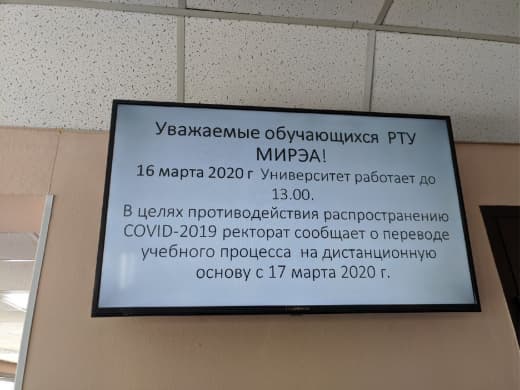 Уважаемые обучающихся РТУ
МИРЭА!
16 марта 2020 г Университет работает до
13.00.
В целях противодействия распространению
COVID-2019 ректорат сообщает о переводе
учебного процесса на дистанционную
основу с 17 марта 2020 г.